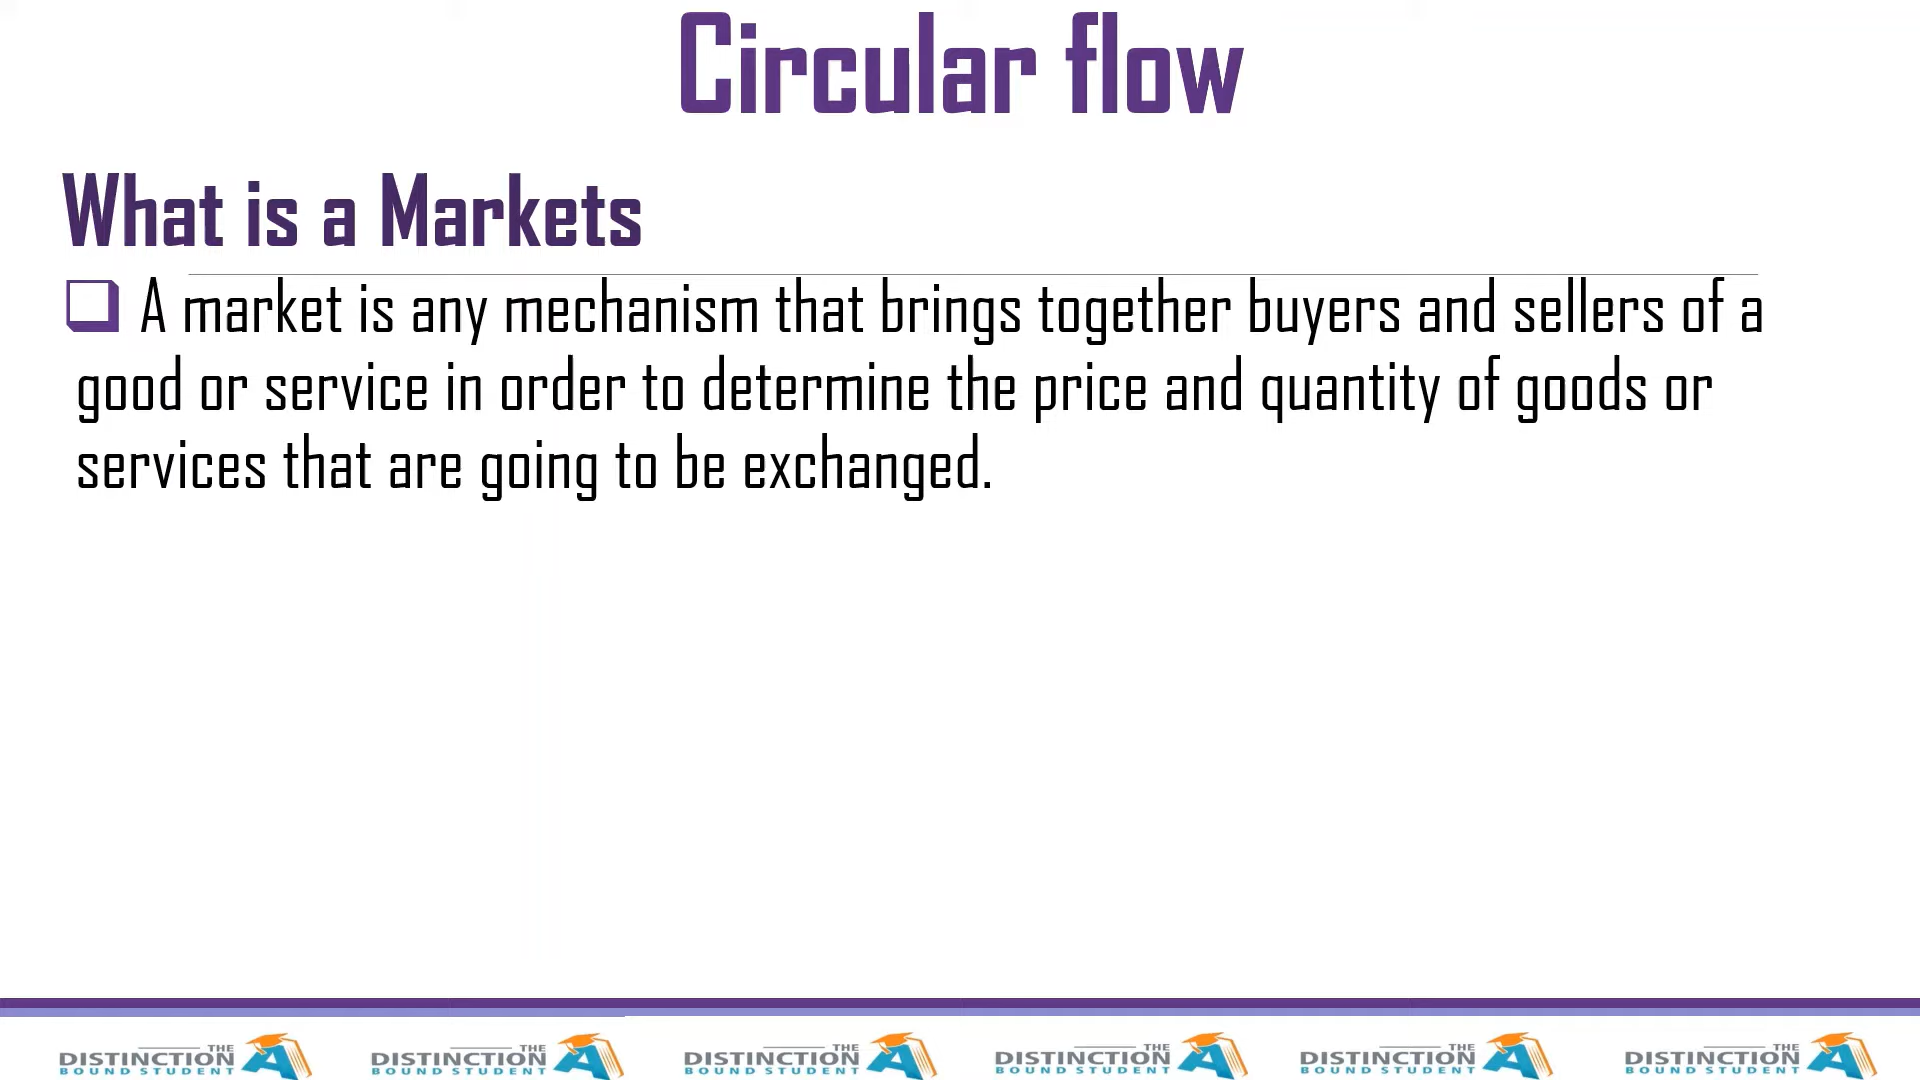 Circular flow
What is a Markets
A market is any mechanism that brings together buyers and sellers of a
good or service in order to determine the price and quantity of goods or
services that are going to be exchanged.
THE
DISTINCTION
BOUND STUDENT
THE
DISTINCTION
BOUND STUDENT
THE
DISTINCTION
BOUND STUDENT
THE
DISTINCTION
BOUND STUDENT
THE
DISTINCTION
BOUND STUDENT
THE
DISTINCTION
BOUND STUDENT